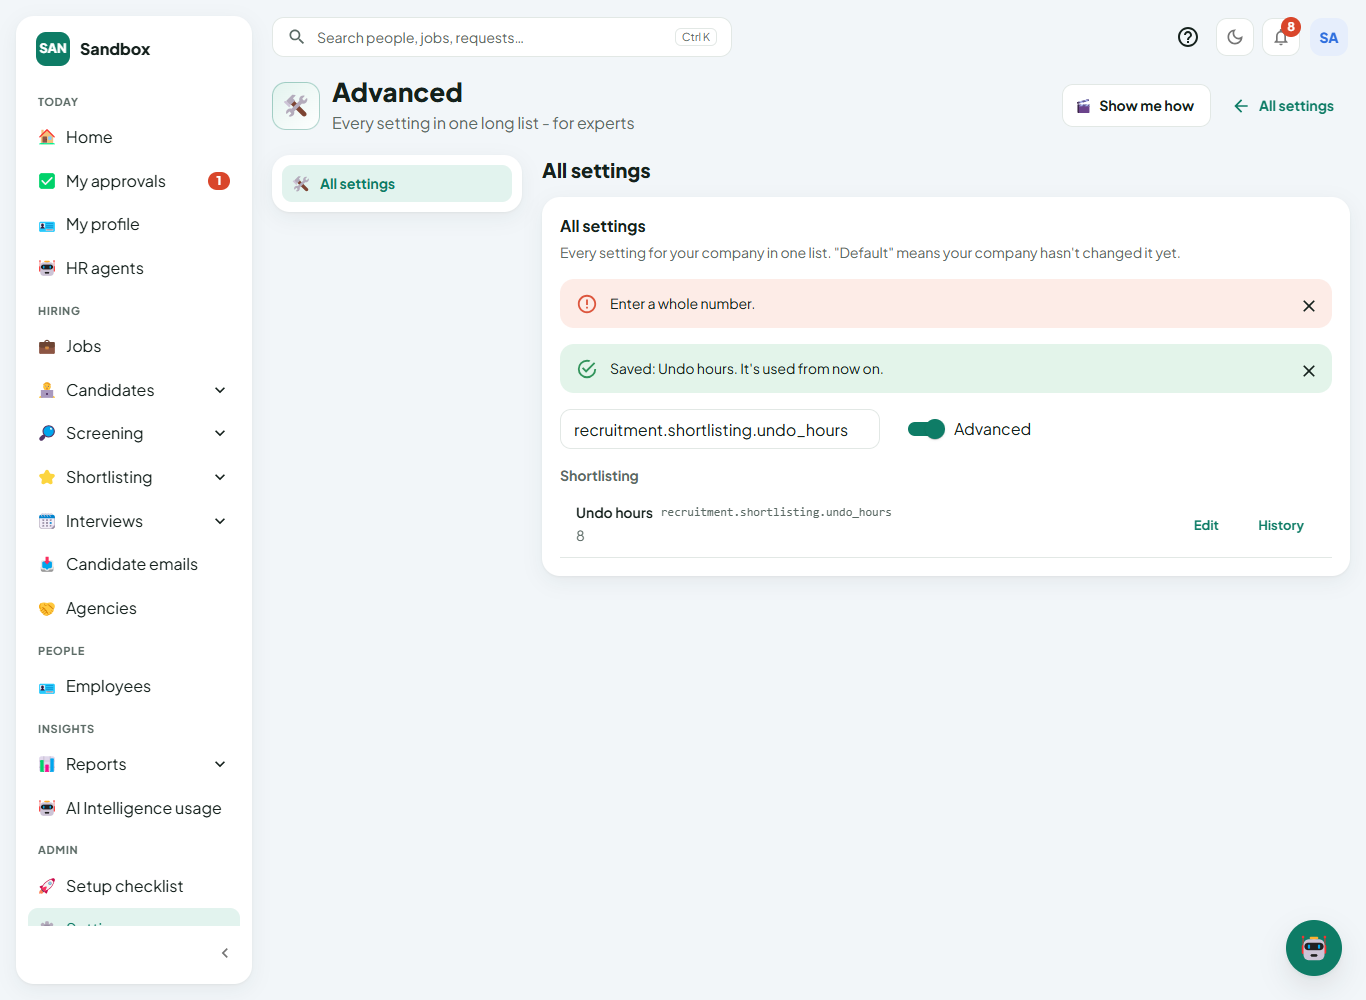 SAN Sandbox
TODAY
Home
My approvals 1
My profile
HR agents
HIRING
Jobs
Candidates
Screening
Shortlisting
Interviews
Candidate emails
Agencies
PEOPLE
Employees
INSIGHTS
Reports
AI Intelligence usage
ADMIN
Setup checklist
Search people, jobs, requests... Ctrl K
8
SA
Advanced
Every setting in one long list - for experts
Show me how
All settings
All settings
All settings
All settings
Every setting for your company in one list. "Default" means your company hasn't changed it yet.
Enter a whole number.
Saved: Undo hours. It's used from now on.
recruitment.shortlisting.undo_hours
Advanced
Shortlisting
Undo hours recruitment.shortlisting.undo_hours
8
Edit History